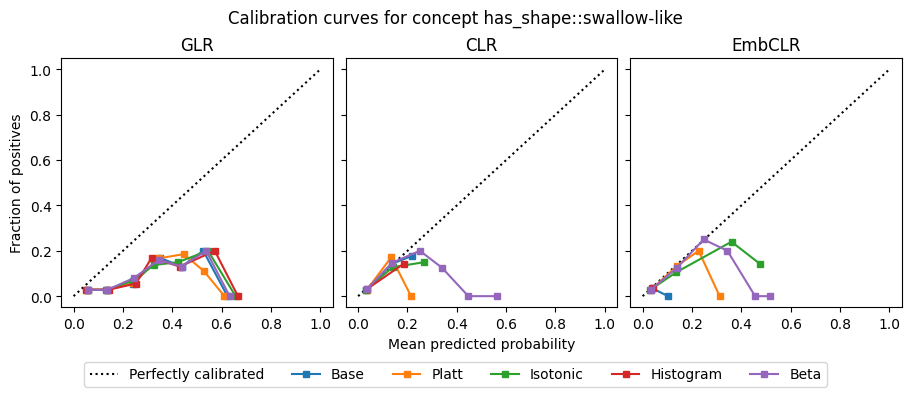 Calibration curves for concept has_shape::swallow-like
GLR
CLR
EmbCLR
Fraction of positives
1.0
0.8
0.6
0.4
0.2
0.0
0.0 0.2 0.4 0.6 0.8 1.0
0.0 0.2 0.4 0.6 0.8 1.0
0.0 0.2 0.4 0.6 0.8 1.0
Mean predicted probability
Perfectly calibrated Base Platt Isotonic Histogram Beta